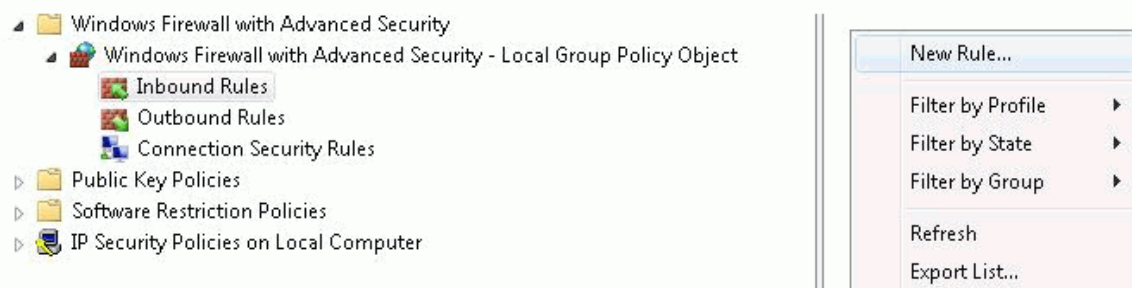 Windows Firewall with Advanced Security
Windows Firewall with Advanced Security - Local Group Policy Object
Inbound Rules
Outbound Rules
Connection Security Rules
Public Key Policies
Software Restriction Policies
IP Security Policies on Local Computer
New Rule...
Filter by Profile
Filter by State
Filter by Group
Refresh
Export List...